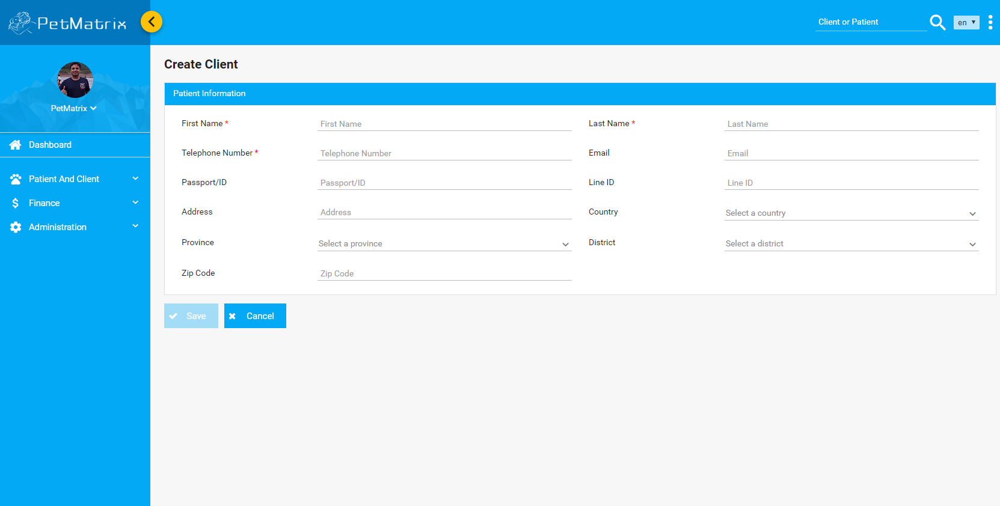 PetMatrix
Client or Patient
en
PetMatrix
Dashboard
Patient And Client
Finance
Administration
Create Client
Patient Information
First Name *
First Name
Last Name *
Last Name
Telephone Number *
Telephone Number
Email
Email
Passport/ID
Passport/ID
Line ID
Line ID
Address
Address
Country
Select a country
Province
Select a province
District
Select a district
Zip Code
Zip Code
Save
Cancel